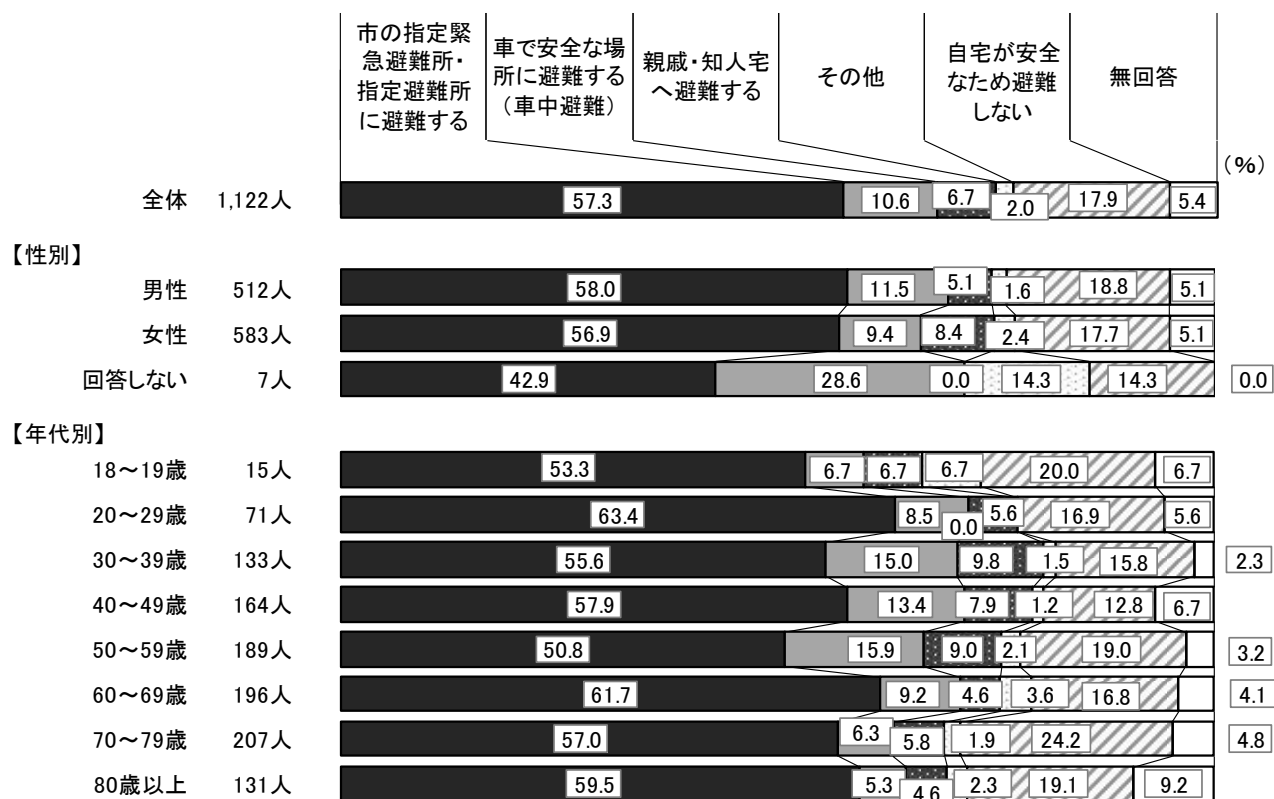 市の指定緊
急避難所・
指定避難所
に避難する
車で安全な場
所に避難する
（車中避難）
親戚・知人宅
へ避難する
その他
自宅が安全
なため避難
しない
無回答
(%)
全体 1,122人 57.3 10.6 6.7 2.0 17.9 5.4
【性別】
男性 512人 58.0 11.5 5.1 1.6 18.8 5.1
女性 583人 56.9 9.4 8.4 2.4 17.7 5.1
回答しない 7人 42.9 28.6 0.0 14.3 14.3 0.0
【年代別】
18～19歳 15人 53.3 6.7 6.7 6.7 20.0 6.7
20～29歳 71人 63.4 8.5 0.0 5.6 16.9 5.6
30～39歳 133人 55.6 15.0 9.8 1.5 15.8 2.3
40～49歳 164人 57.9 13.4 7.9 1.2 12.8 6.7
50～59歳 189人 50.8 15.9 9.0 2.1 19.0 3.2
60～69歳 196人 61.7 9.2 4.6 3.6 16.8 4.1
70～79歳 207人 57.0 6.3 5.8 1.9 24.2 4.8
80歳以上 131人 59.5 5.3 4.6 2.3 19.1 9.2